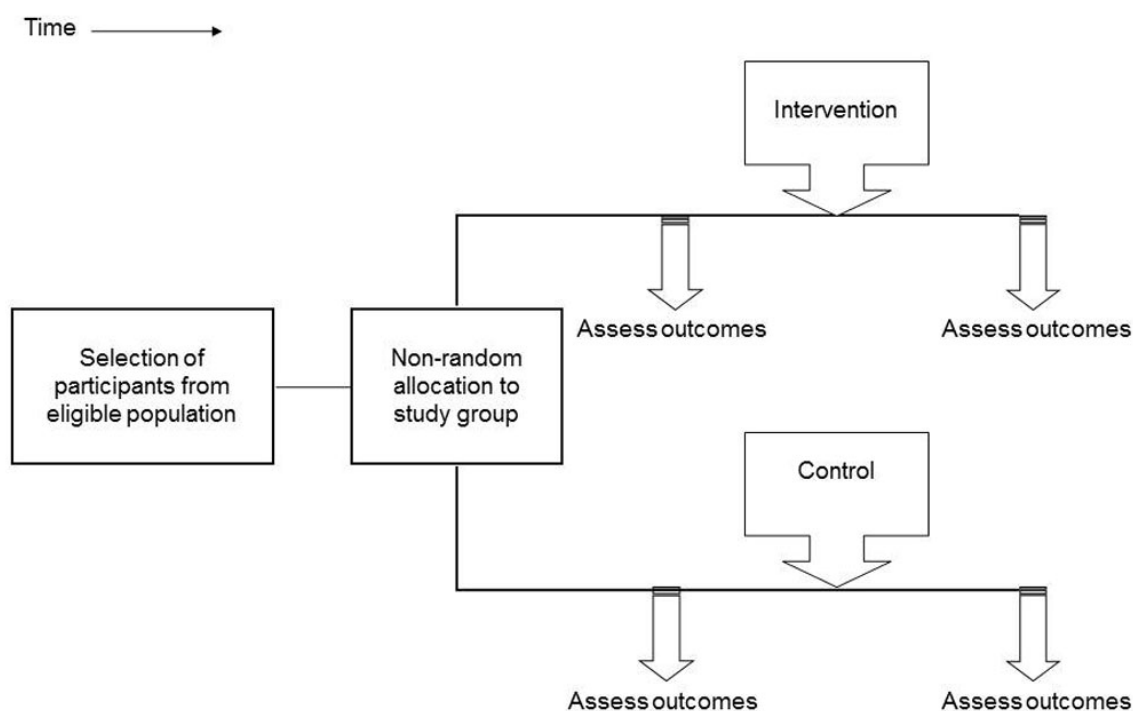 Time
Intervention
Assess outcomes
Assess outcomes
Selection of
participants from
eligible population
Non-random
allocation to
study group
Control
Assess outcomes
Assess outcomes